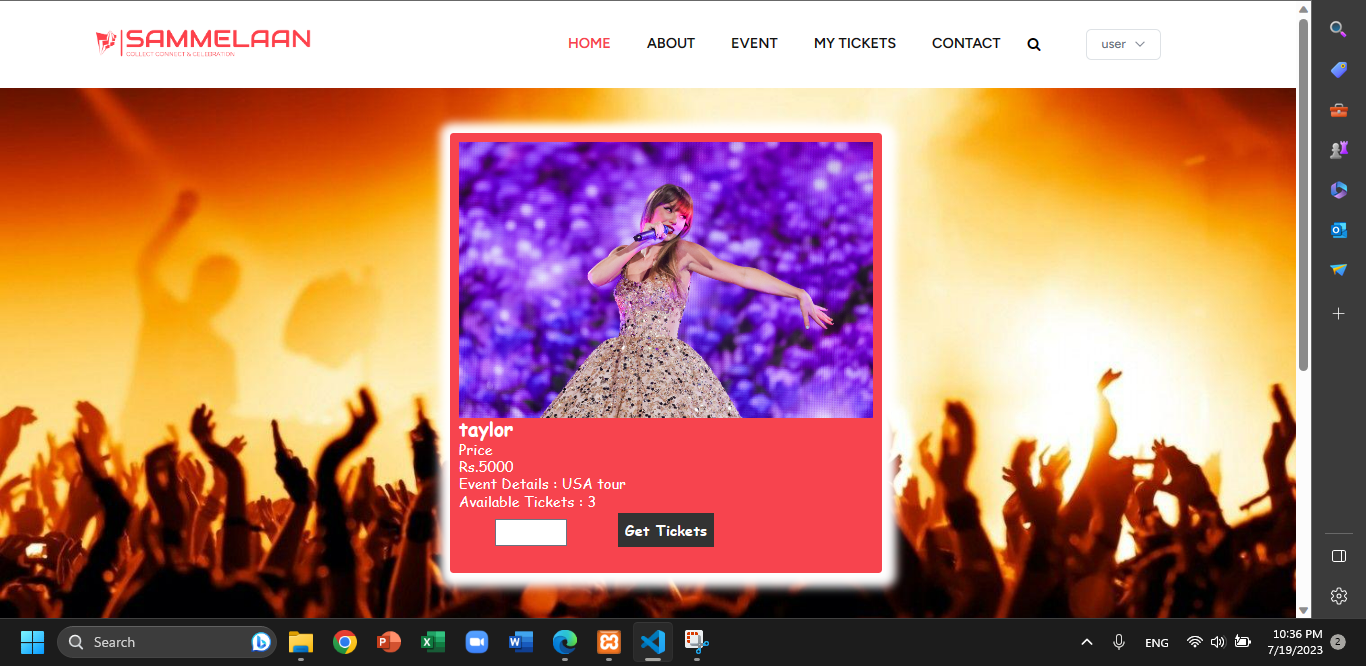 SAMMELAAN
COLLECT CONNECT & CELEBRATION
HOME
ABOUT
EVENT
MY TICKETS
CONTACT
user
taylor
Price
Rs.5000
Event Details : USA tour
Available Tickets : 3
Get Tickets
Search
ENG
10:36 PM
7/19/2023
2